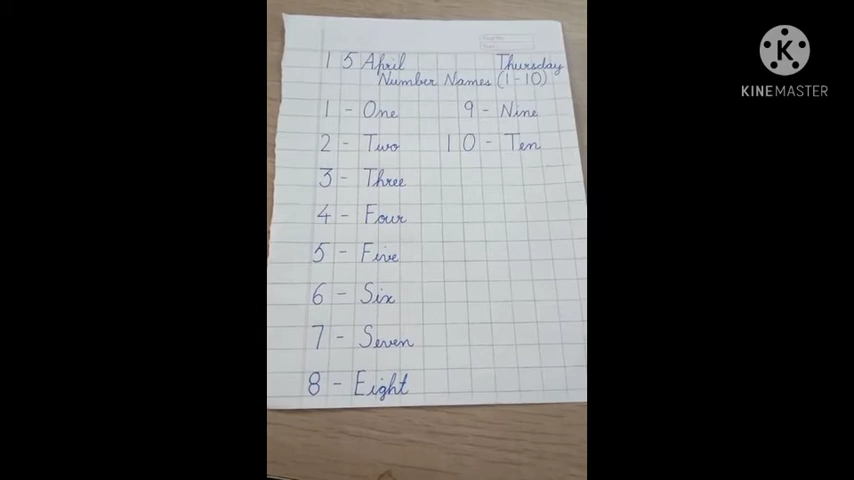 15 April Thursday
Number Names (1-10)
1 - One
2 - Two
3 - Three
4 - Four
5 - Five
6 - Six
7 - Seven
8 - Eight
9 - Nine
10 - Ten
K
KINEMASTER